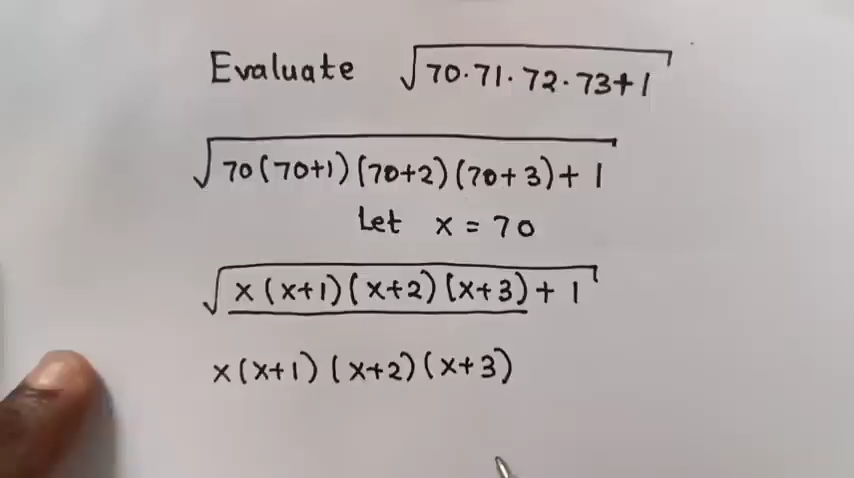 Evaluate √70·71·72·73+1
√70(70+1)(70+2)(70+3)+1
Let x = 70
√x(x+1)(x+2)(x+3)+1
x(x+1)(x+2)(x+3)